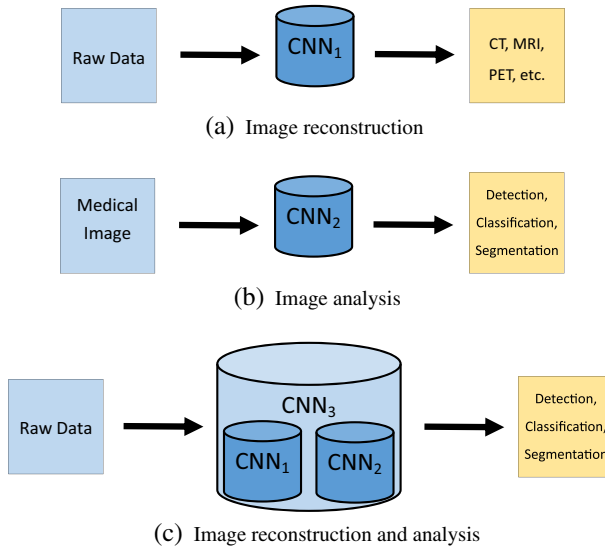 Raw Data
CNN₁
CT, MRI,
PET, etc.
(a) Image reconstruction
Medical
Image
CNN₂
Detection,
Classification,
Segmentation
(b) Image analysis
Raw Data
CNN₃
CNN₁
CNN₂
Detection,
Classification,
Segmentation
(c) Image reconstruction and analysis